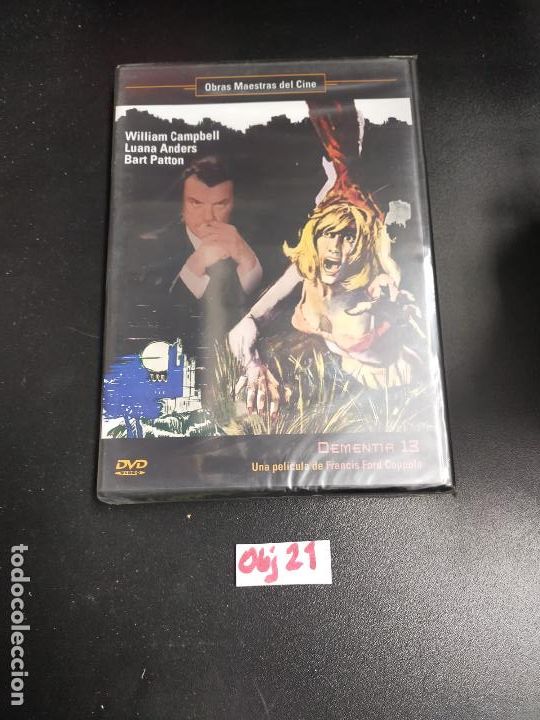 Obras Maestras del Cine
William Campbell
Luana Anders
Bart Patton
DEMENTIA 13
Una película de Francis Ford Coppola
DVD
VIDEO
Obj 21
todocoleccion